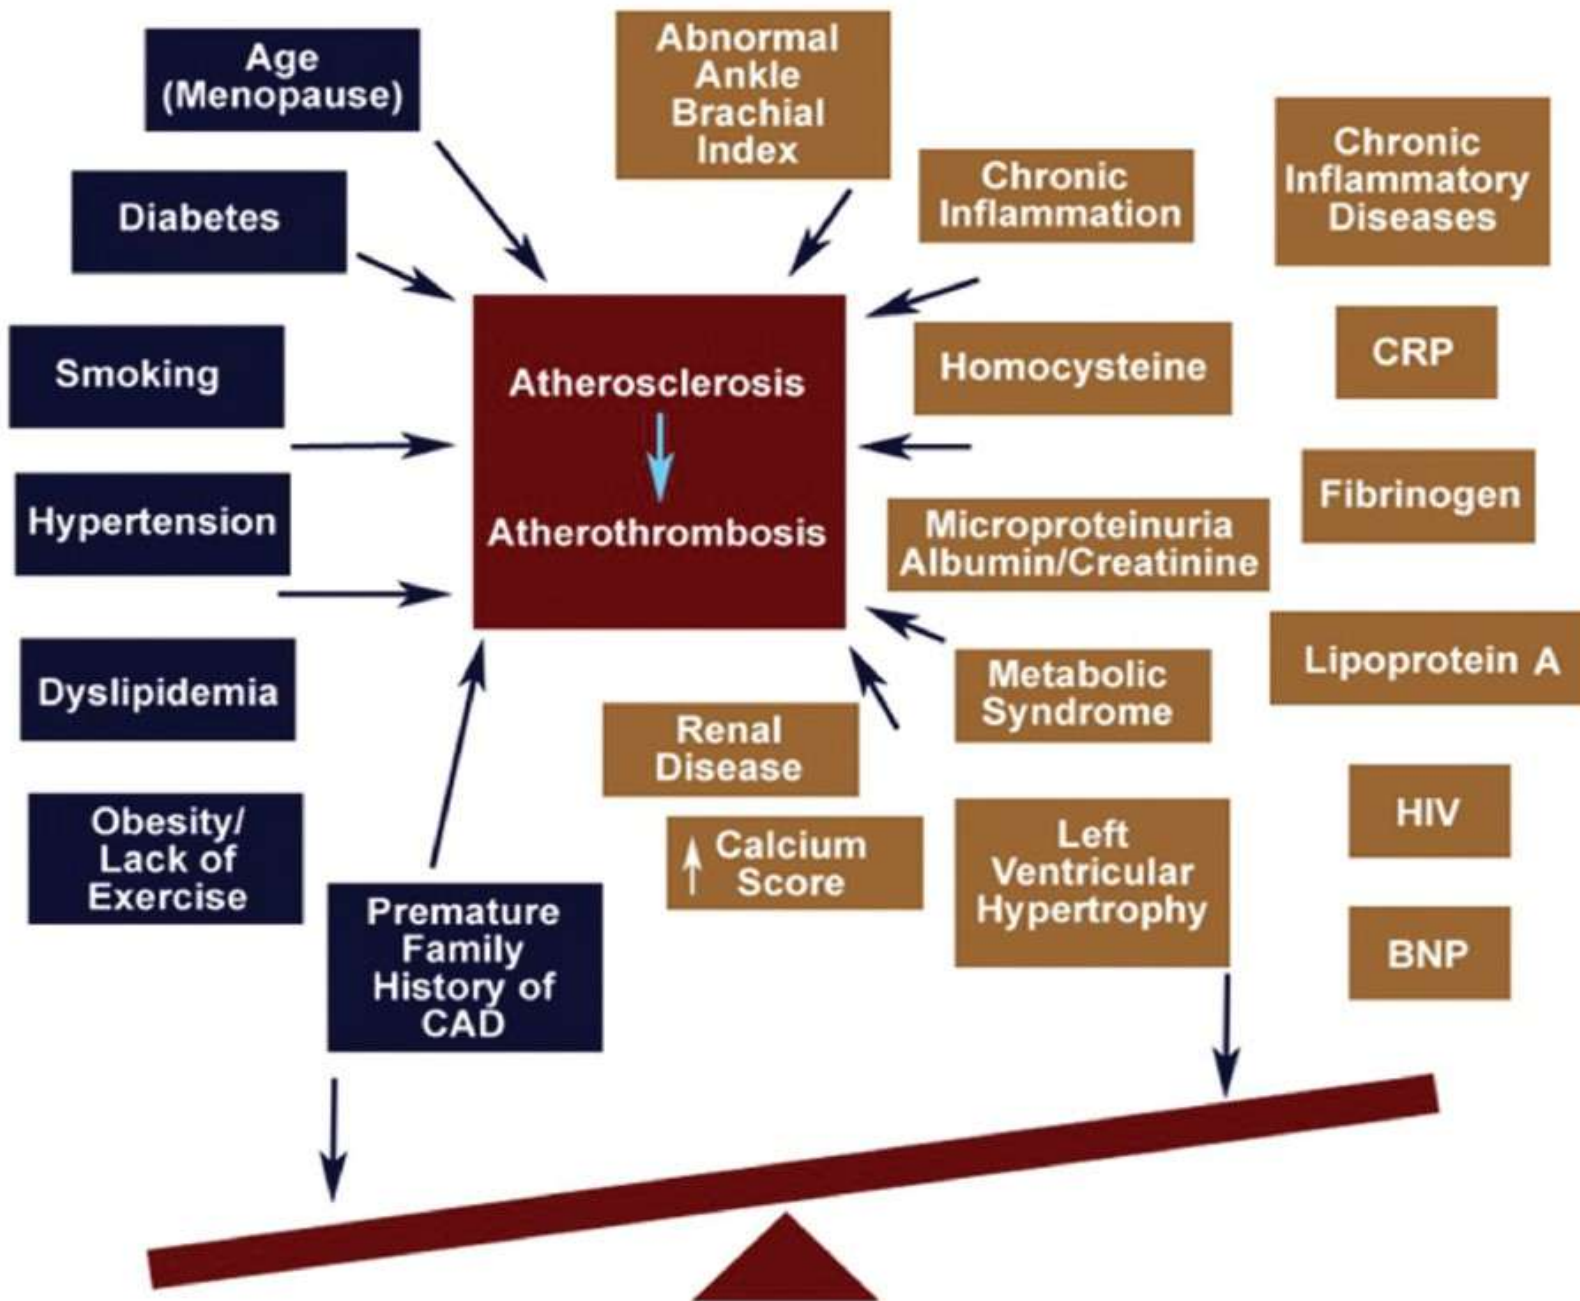 Age
(Menopause)
Diabetes
Smoking
Hypertension
Dyslipidemia
Obesity/
Lack of
Exercise
Premature
Family
History of
CAD
Atherosclerosis
Atherothrombosis
Abnormal
Ankle
Brachial
Index
Chronic
Inflammation
Homocysteine
Microproteinuria
Albumin/Creatinine
Metabolic
Syndrome
Renal
Disease
Calcium
Score
Left
Ventricular
Hypertrophy
Chronic
Inflammatory
Diseases
CRP
Fibrinogen
Lipoprotein A
HIV
BNP